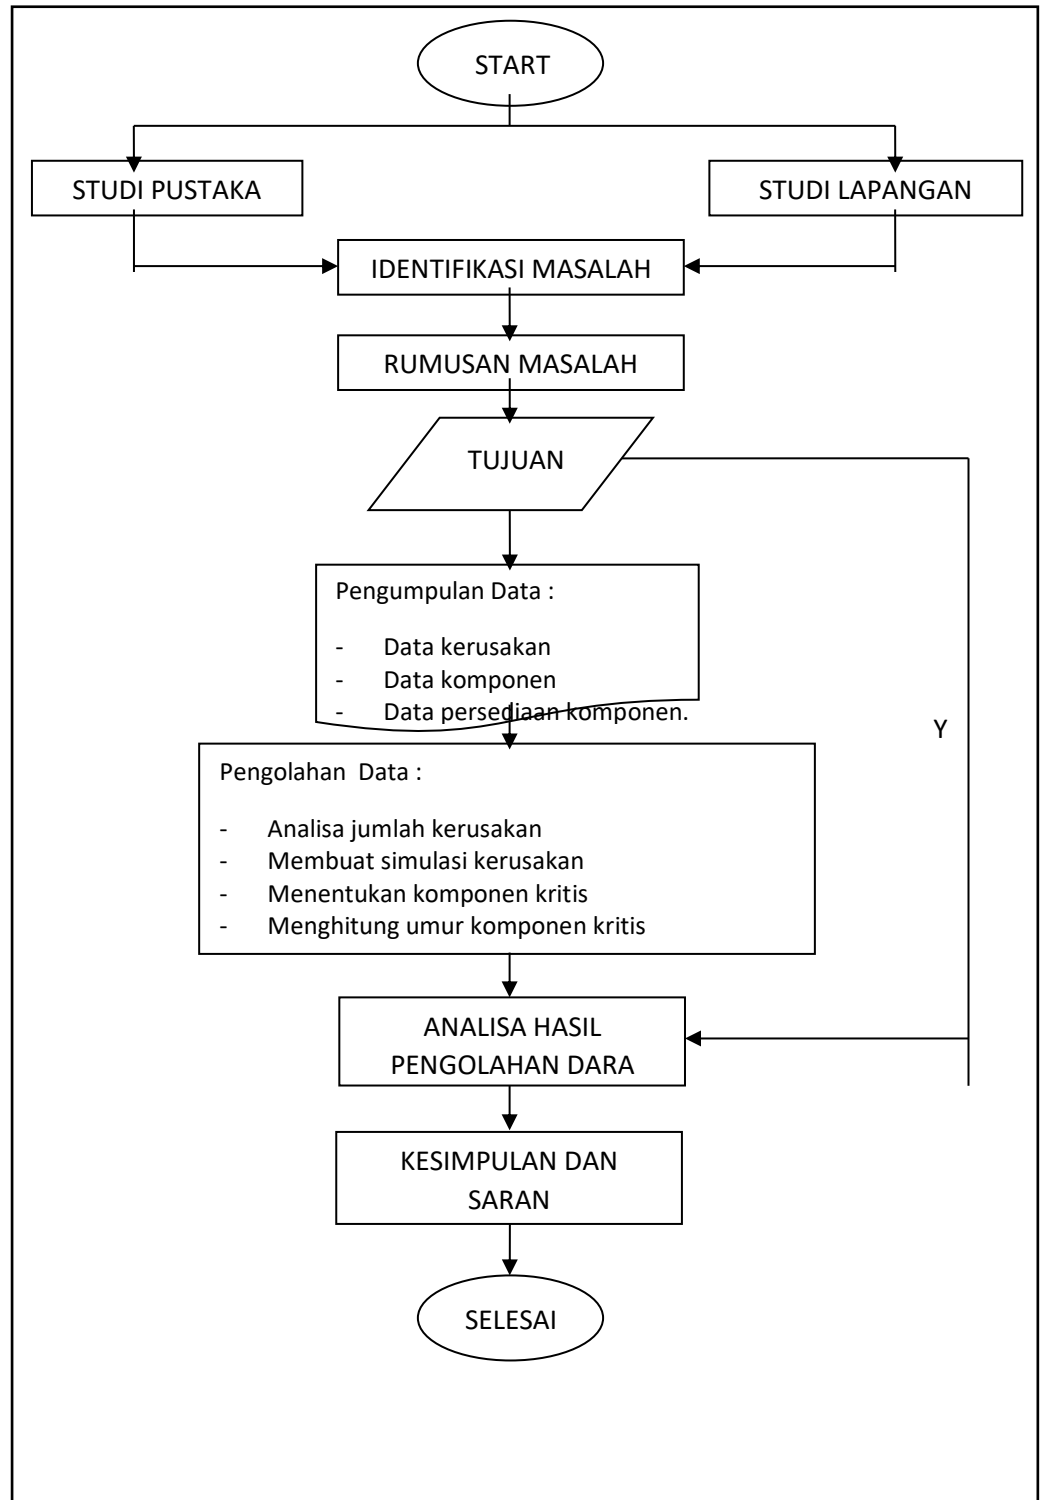 START
STUDI PUSTAKA
STUDI LAPANGAN
IDENTIFIKASI MASALAH
RUMUSAN MASALAH
TUJUAN
Pengumpulan Data :
- Data kerusakan
- Data komponen
- Data persediaan komponen.
Y
Pengolahan Data :
- Analisa jumlah kerusakan
- Membuat simulasi kerusakan
- Menentukan komponen kritis
- Menghitung umur komponen kritis
ANALISA HASIL
PENGOLAHAN DARA
KESIMPULAN DAN
SARAN
SELESAI